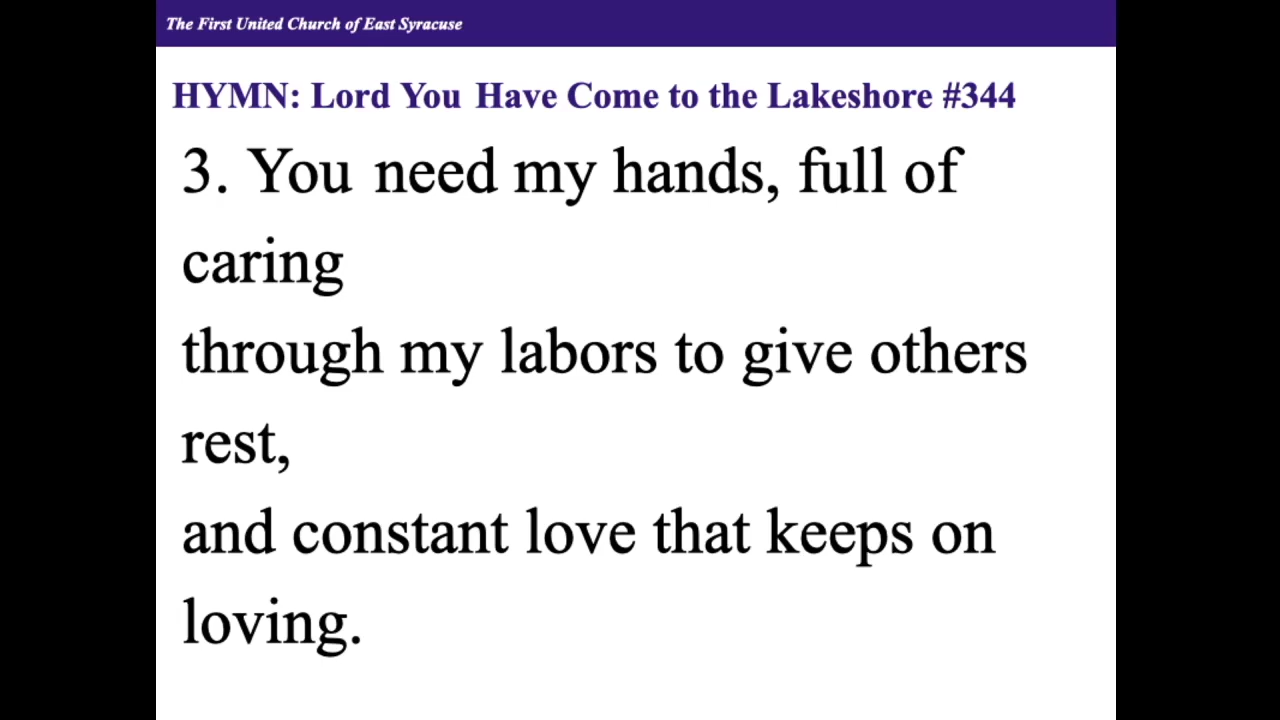 The First United Church of East Syracuse
HYMN: Lord You Have Come to the Lakeshore #344
3. You need my hands, full of
caring
through my labors to give others
rest,
and constant love that keeps on
loving.